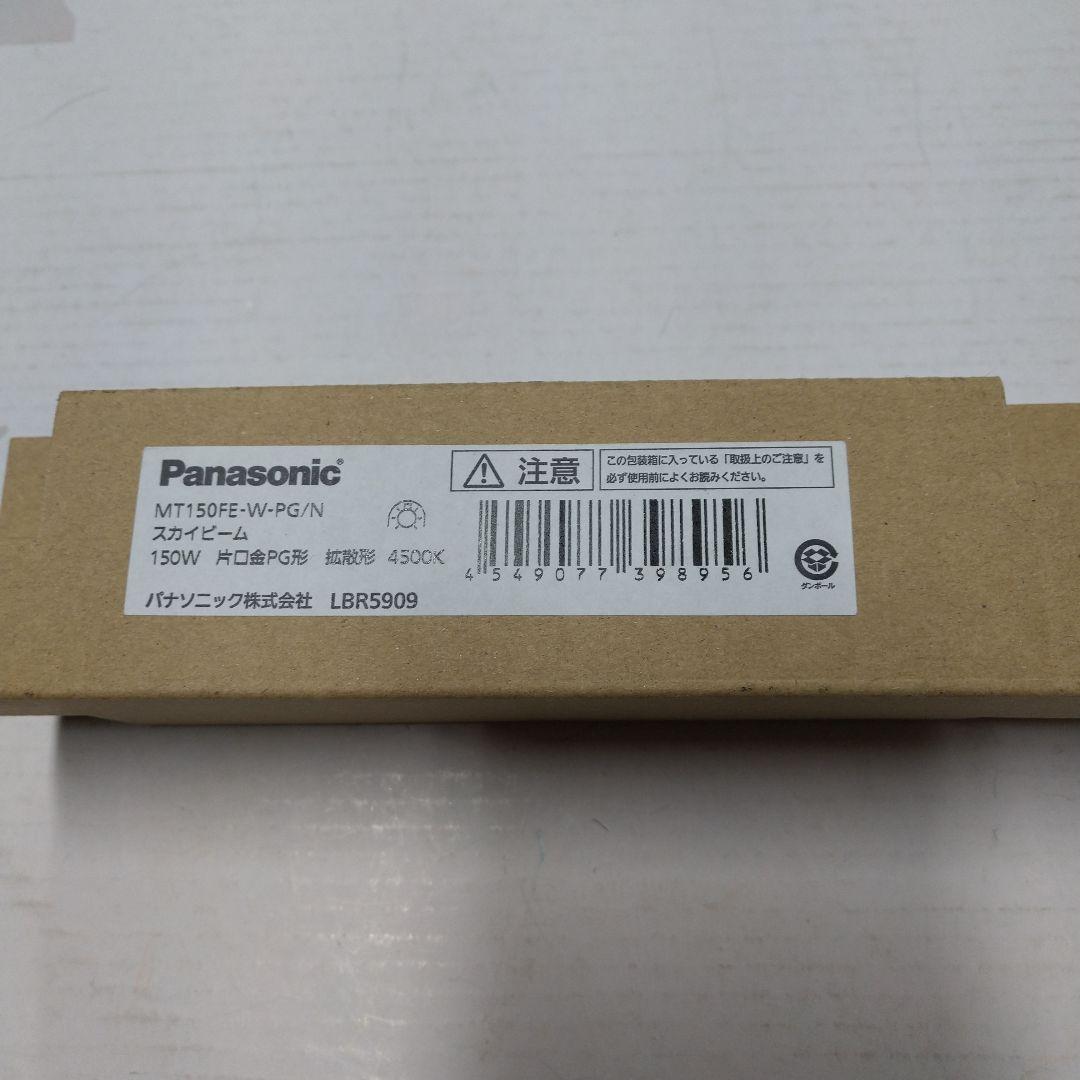 Panasonic®
MT150FE-W-PG/N
スカイビーム
150W 片口金PG形 拡散形 4500K
パナソニック株式会社 LBR5909
注意
この包装箱に入っている「取扱上のご注意」を
必ず使用前によくお読みください。
4549077398956
ダンボール